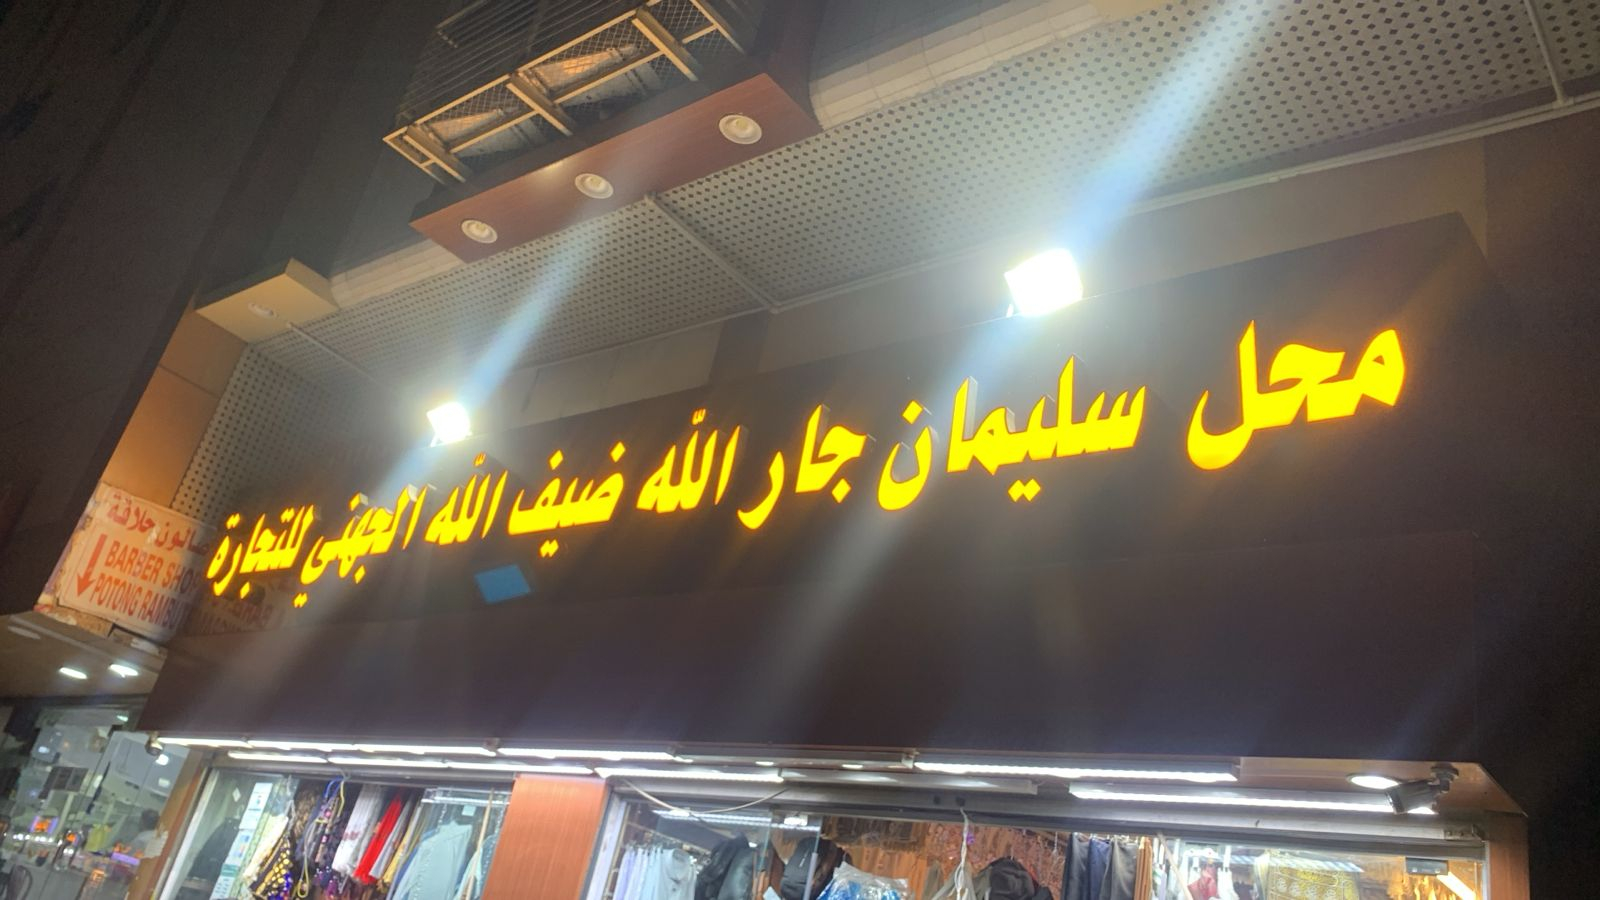 محل سليمان جار الله ضيف الله الجهني للتجارة
صالون حلاقة
BARBER SHOP
POTONG RAMBUT